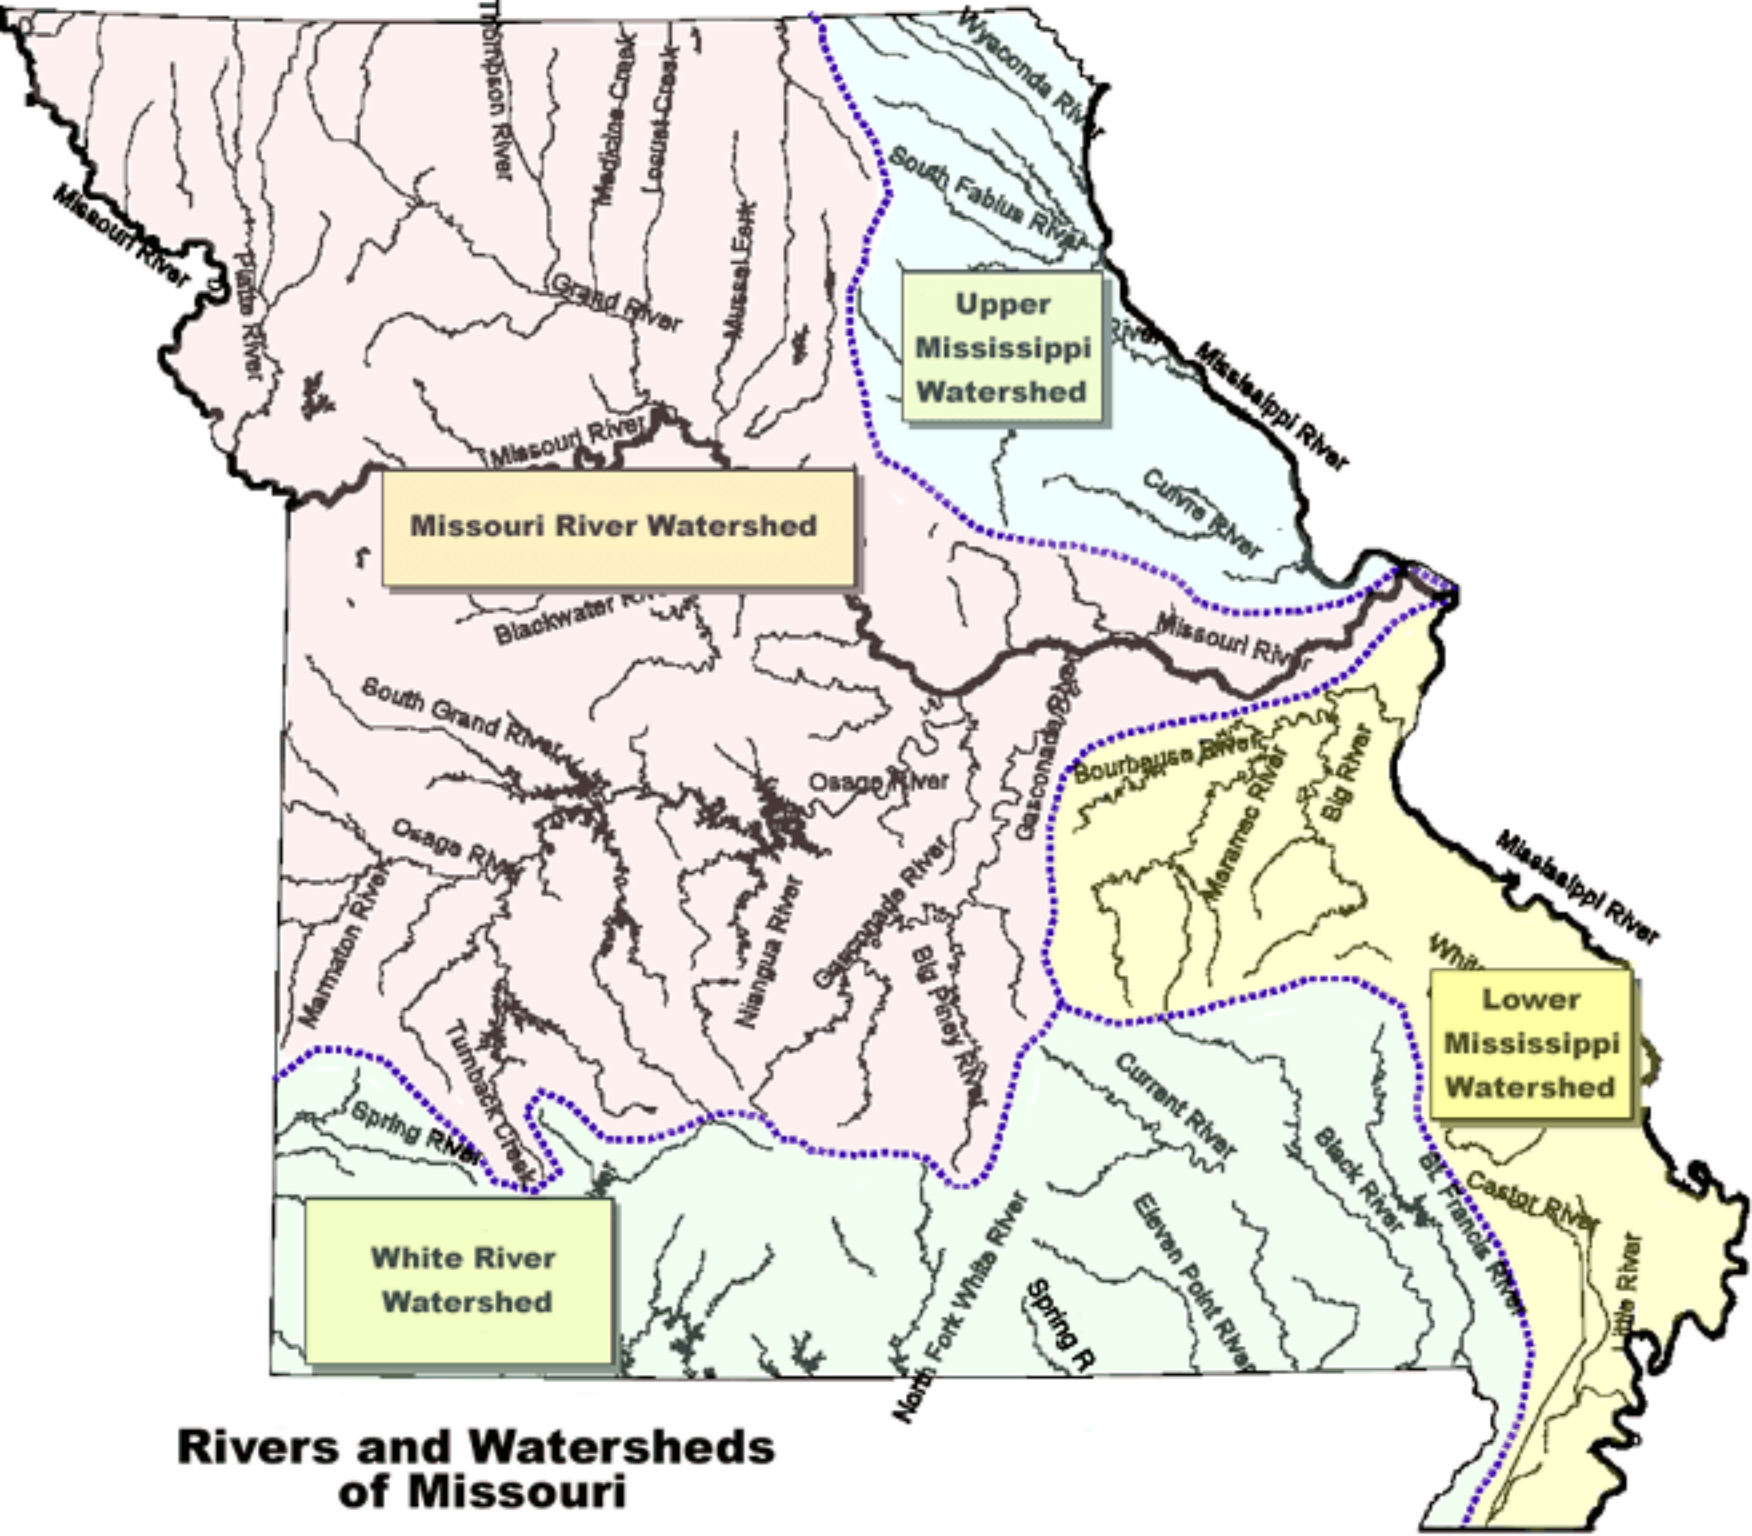 Thompson River
Medicine Creek
Locust Creek
Wyaconda River
South Fabius River
Missouri River
Platte River
Grand River
Mussel Fork
Upper
Mississippi
Watershed
River
Mississippi River
Missouri River
Missouri River Watershed
Cuivre River
Blackwater
Missouri River
South Grand River
Gasconade River
Osage River
Bourbeuse River
Big River
Meramec River
Osage River
Marmaton River
Niangua River
Gasconade River
Big Piney River
Mississippi River
Lower
Mississippi
Watershed
Turnback Creek
Spring River
Current River
Black River
St. Francis River
Castor River
Little River
White River
Watershed
North Fork White River
Spring R
Eleven Point River
Rivers and Watersheds
of Missouri